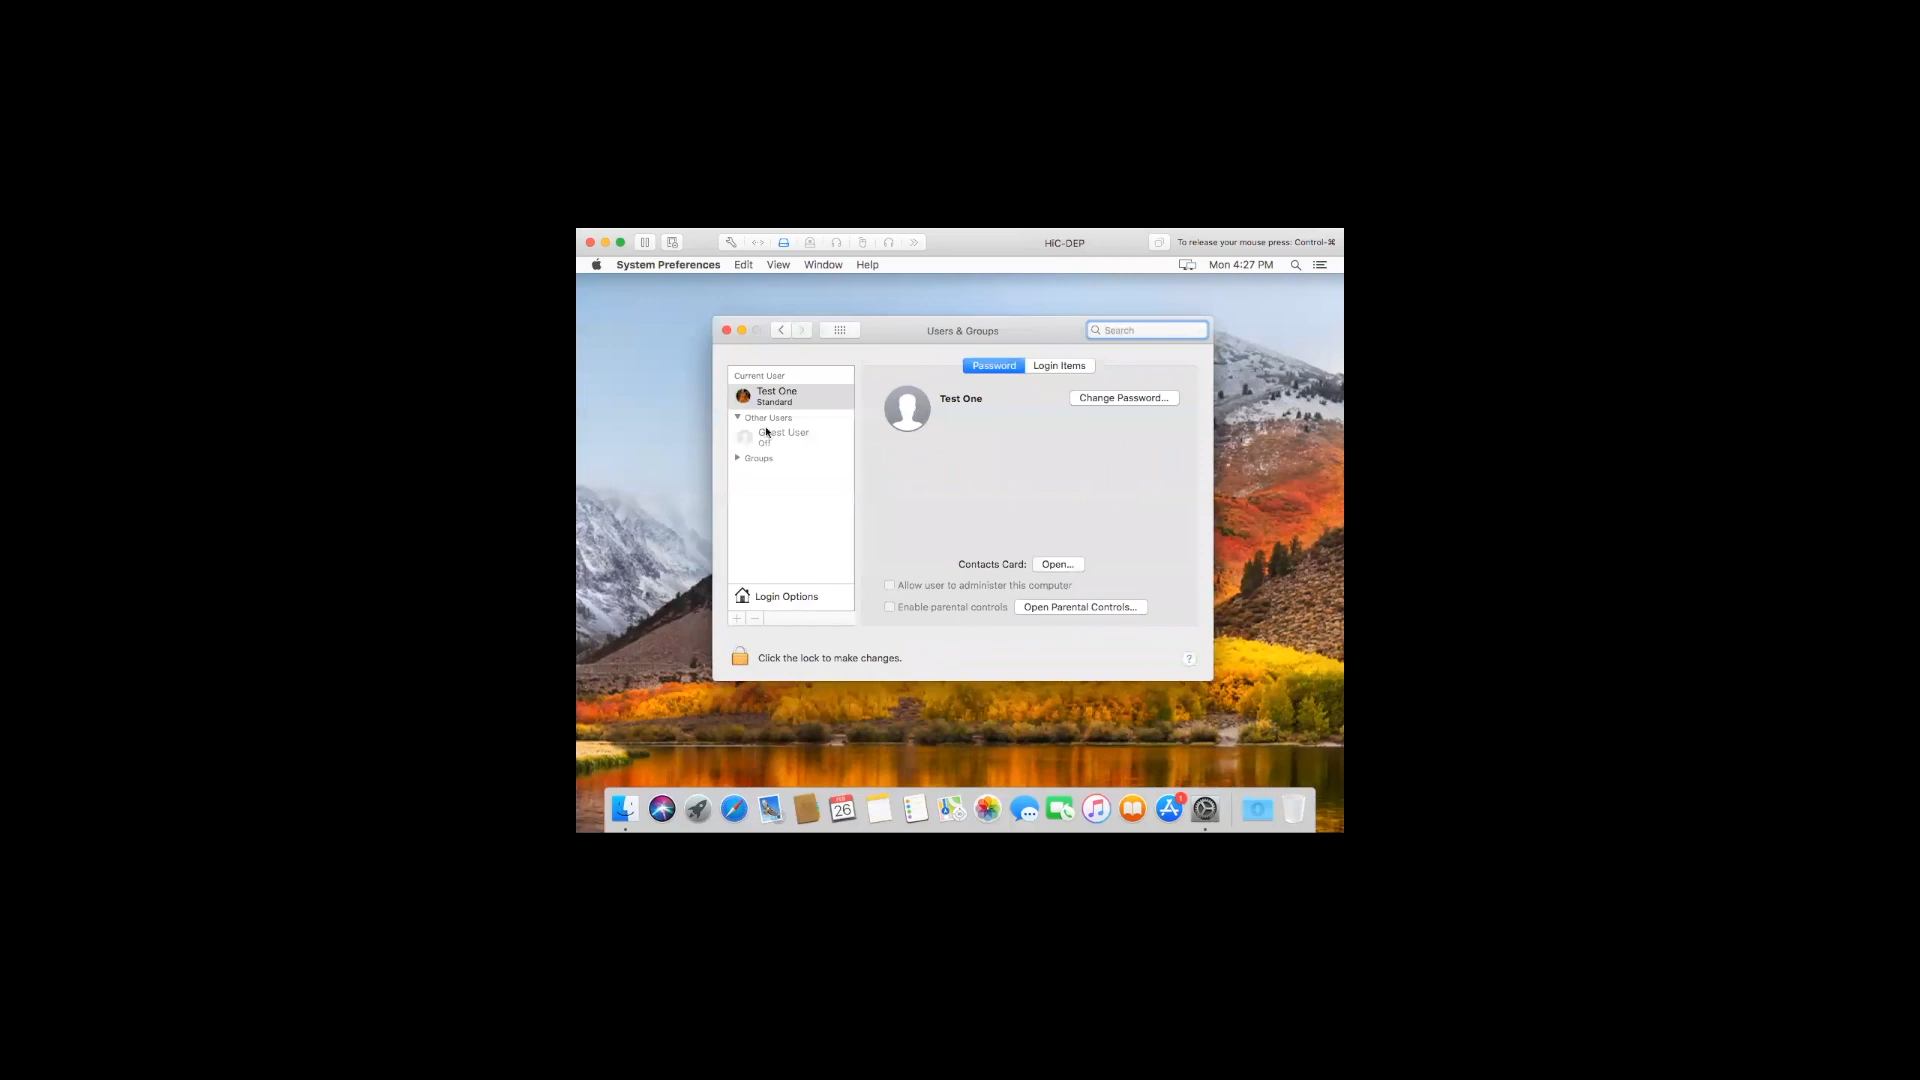 HiC-DEP
To release your mouse press: Control-⌘
System Preferences Edit View Window Help
Mon 4:27 PM
Users & Groups
Search
Password Login Items
Current User
Test One
Standard
Other Users
Guest User
Off
Groups
Test One
Change Password...
Contacts Card: Open...
Allow user to administer this computer
Enable parental controls Open Parental Controls...
Login Options
+ −
Click the lock to make changes.
?
FEB
26
1